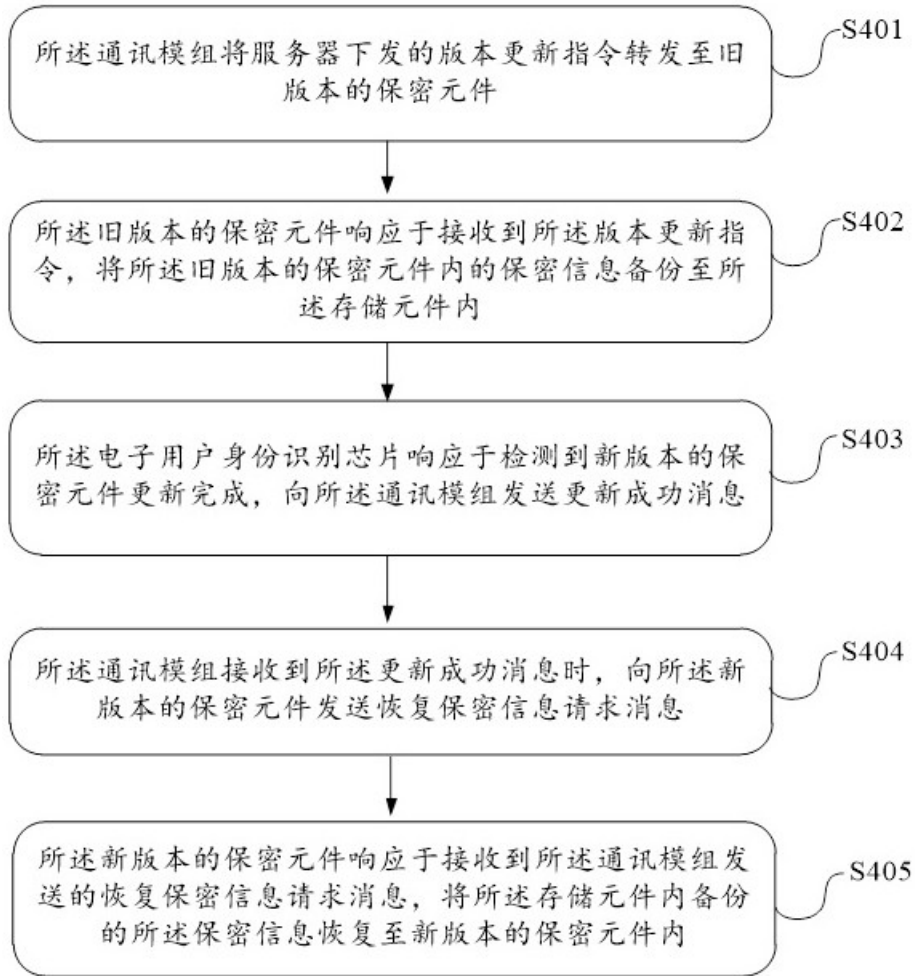 所述通讯模组将服务器下发的版本更新指令转发至旧
版本的保密元件
S401
所述旧版本的保密元件响应于接收到所述版本更新指
令，将所述旧版本的保密元件内的保密信息备份至所
述存储元件内
S402
所述电子用户身份识别芯片响应于检测到新版本的保
密元件更新完成，向所述通讯模组发送更新成功消息
S403
所述通讯模组接收到所述更新成功消息时，向所述新
版本的保密元件发送恢复保密信息请求消息
S404
所述新版本的保密元件响应于接收到所述通讯模组发
送的恢复保密信息请求消息，将所述存储元件内备份
的所述保密信息恢复至新版本的保密元件内
S405